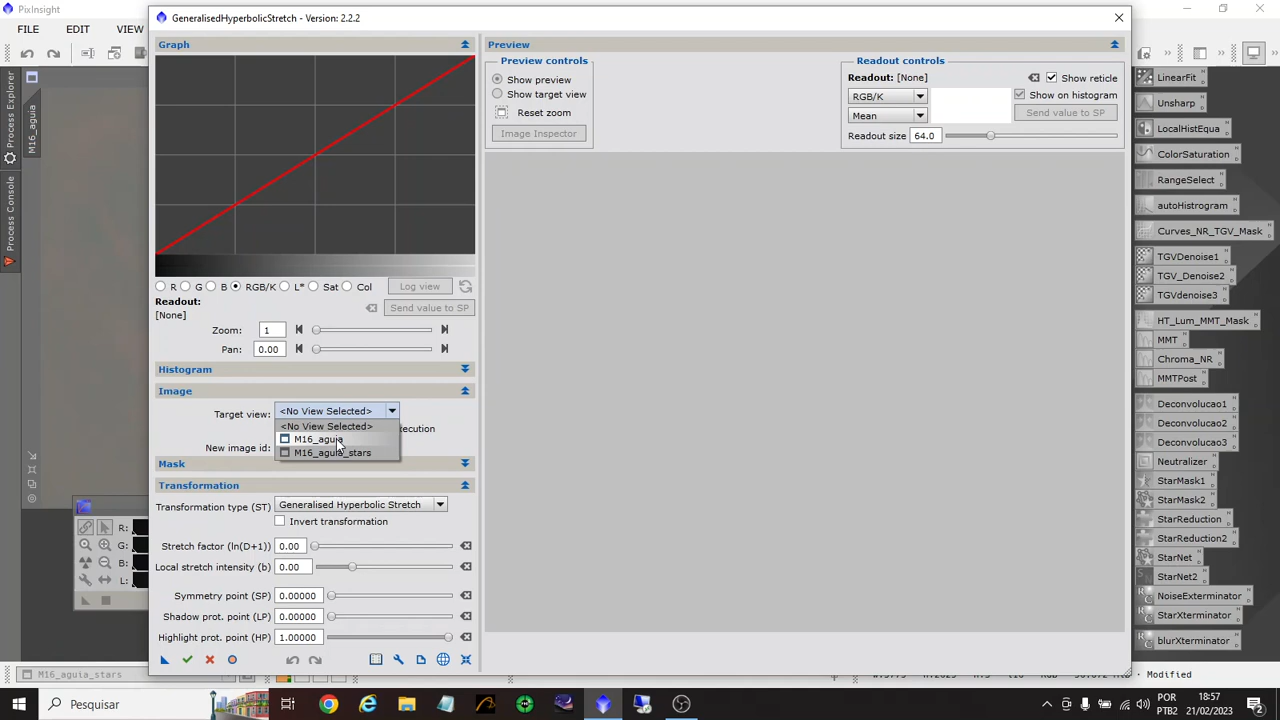 PixInsight
GeneralisedHyperbolicStretch - Version: 2.2.2
FILE EDIT VIEW
Graph
Preview
Preview controls
Readout controls
Show preview
Readout: [None]
Show reticle
Show target view
RGB/K
Show on histogram
Reset zoom
Mean
Send value to SP
Image Inspector
Readout size 64.0
Process Explorer
Process Console
M16_aguia
R G B RGB/K L* Sat Col Log view
Readout:
[None]
Send value to SP
Zoom: 1
Pan: 0.00
Histogram
Image
Target view: <No View Selected>
<No View Selected>
ecution
M16_aguia
New image id:
M16_aguia_stars
Mask
Transformation
Transformation type (ST) Generalised Hyperbolic Stretch
Invert transformation
Stretch factor (ln(D+1)) 0.00
Local stretch intensity (b) 0.00
Symmetry point (SP) 0.00000
Shadow prot. point (LP) 0.00000
Highlight prot. point (HP) 1.00000
R:
G:
B:
L:
M16_aguia_stars
Modified
LinearFit
Unsharp
LocalHistEqua
ColorSaturation
RangeSelect
autoHistrogram
Curves_NR_TGV_Mask
TGVDenoise1
TGV_Denoise2
TGVdenoise3
HT_Lum_MMT_Mask
MMT
Chroma_NR
MMTPost
Deconvolucao1
Deconvolucao2
Deconvolucao3
Neutralizer
StarMask1
StarMask2
StarReduction
StarReduction2
StarNet
StarNet2
NoiseExterminator
StarXterminator
blurXterminator
Pesquisar
POR
PTB2
18:57
21/02/2023